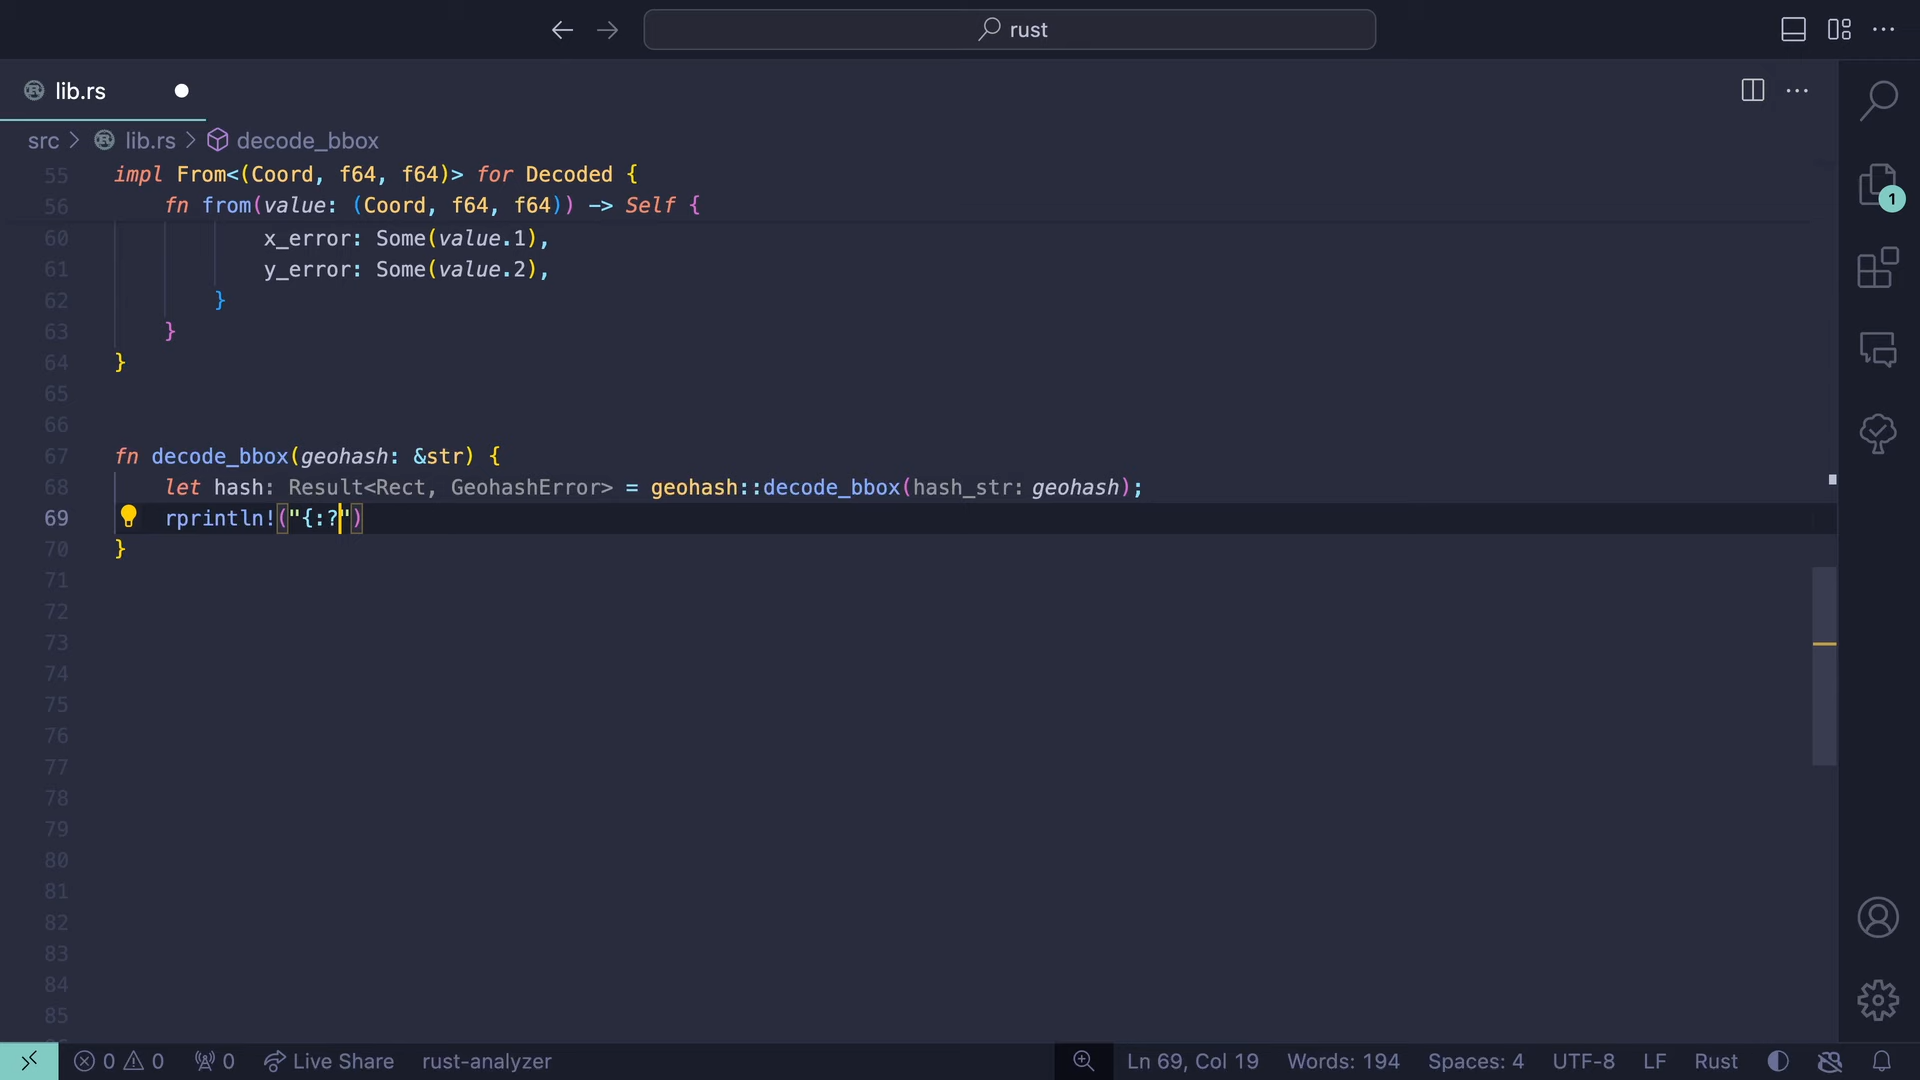 rust
lib.rs
src > lib.rs > decode_bbox
55 impl From<(Coord, f64, f64)> for Decoded {
56 fn from(value: (Coord, f64, f64)) -> Self {
60 x_error: Some(value.1),
61 y_error: Some(value.2),
62 }
63 }
64 }
65
66
67 fn decode_bbox(geohash: &str) {
68 let hash: Result<Rect, GeohashError> = geohash::decode_bbox(hash_str: geohash);
69 rprintln!("{:?")
70 }
71
72
73
74
75
76
77
78
79
80
81
82
83
84
85
1
0 0 0 Live Share rust-analyzer Ln 69, Col 19 Words: 194 Spaces: 4 UTF-8 LF Rust